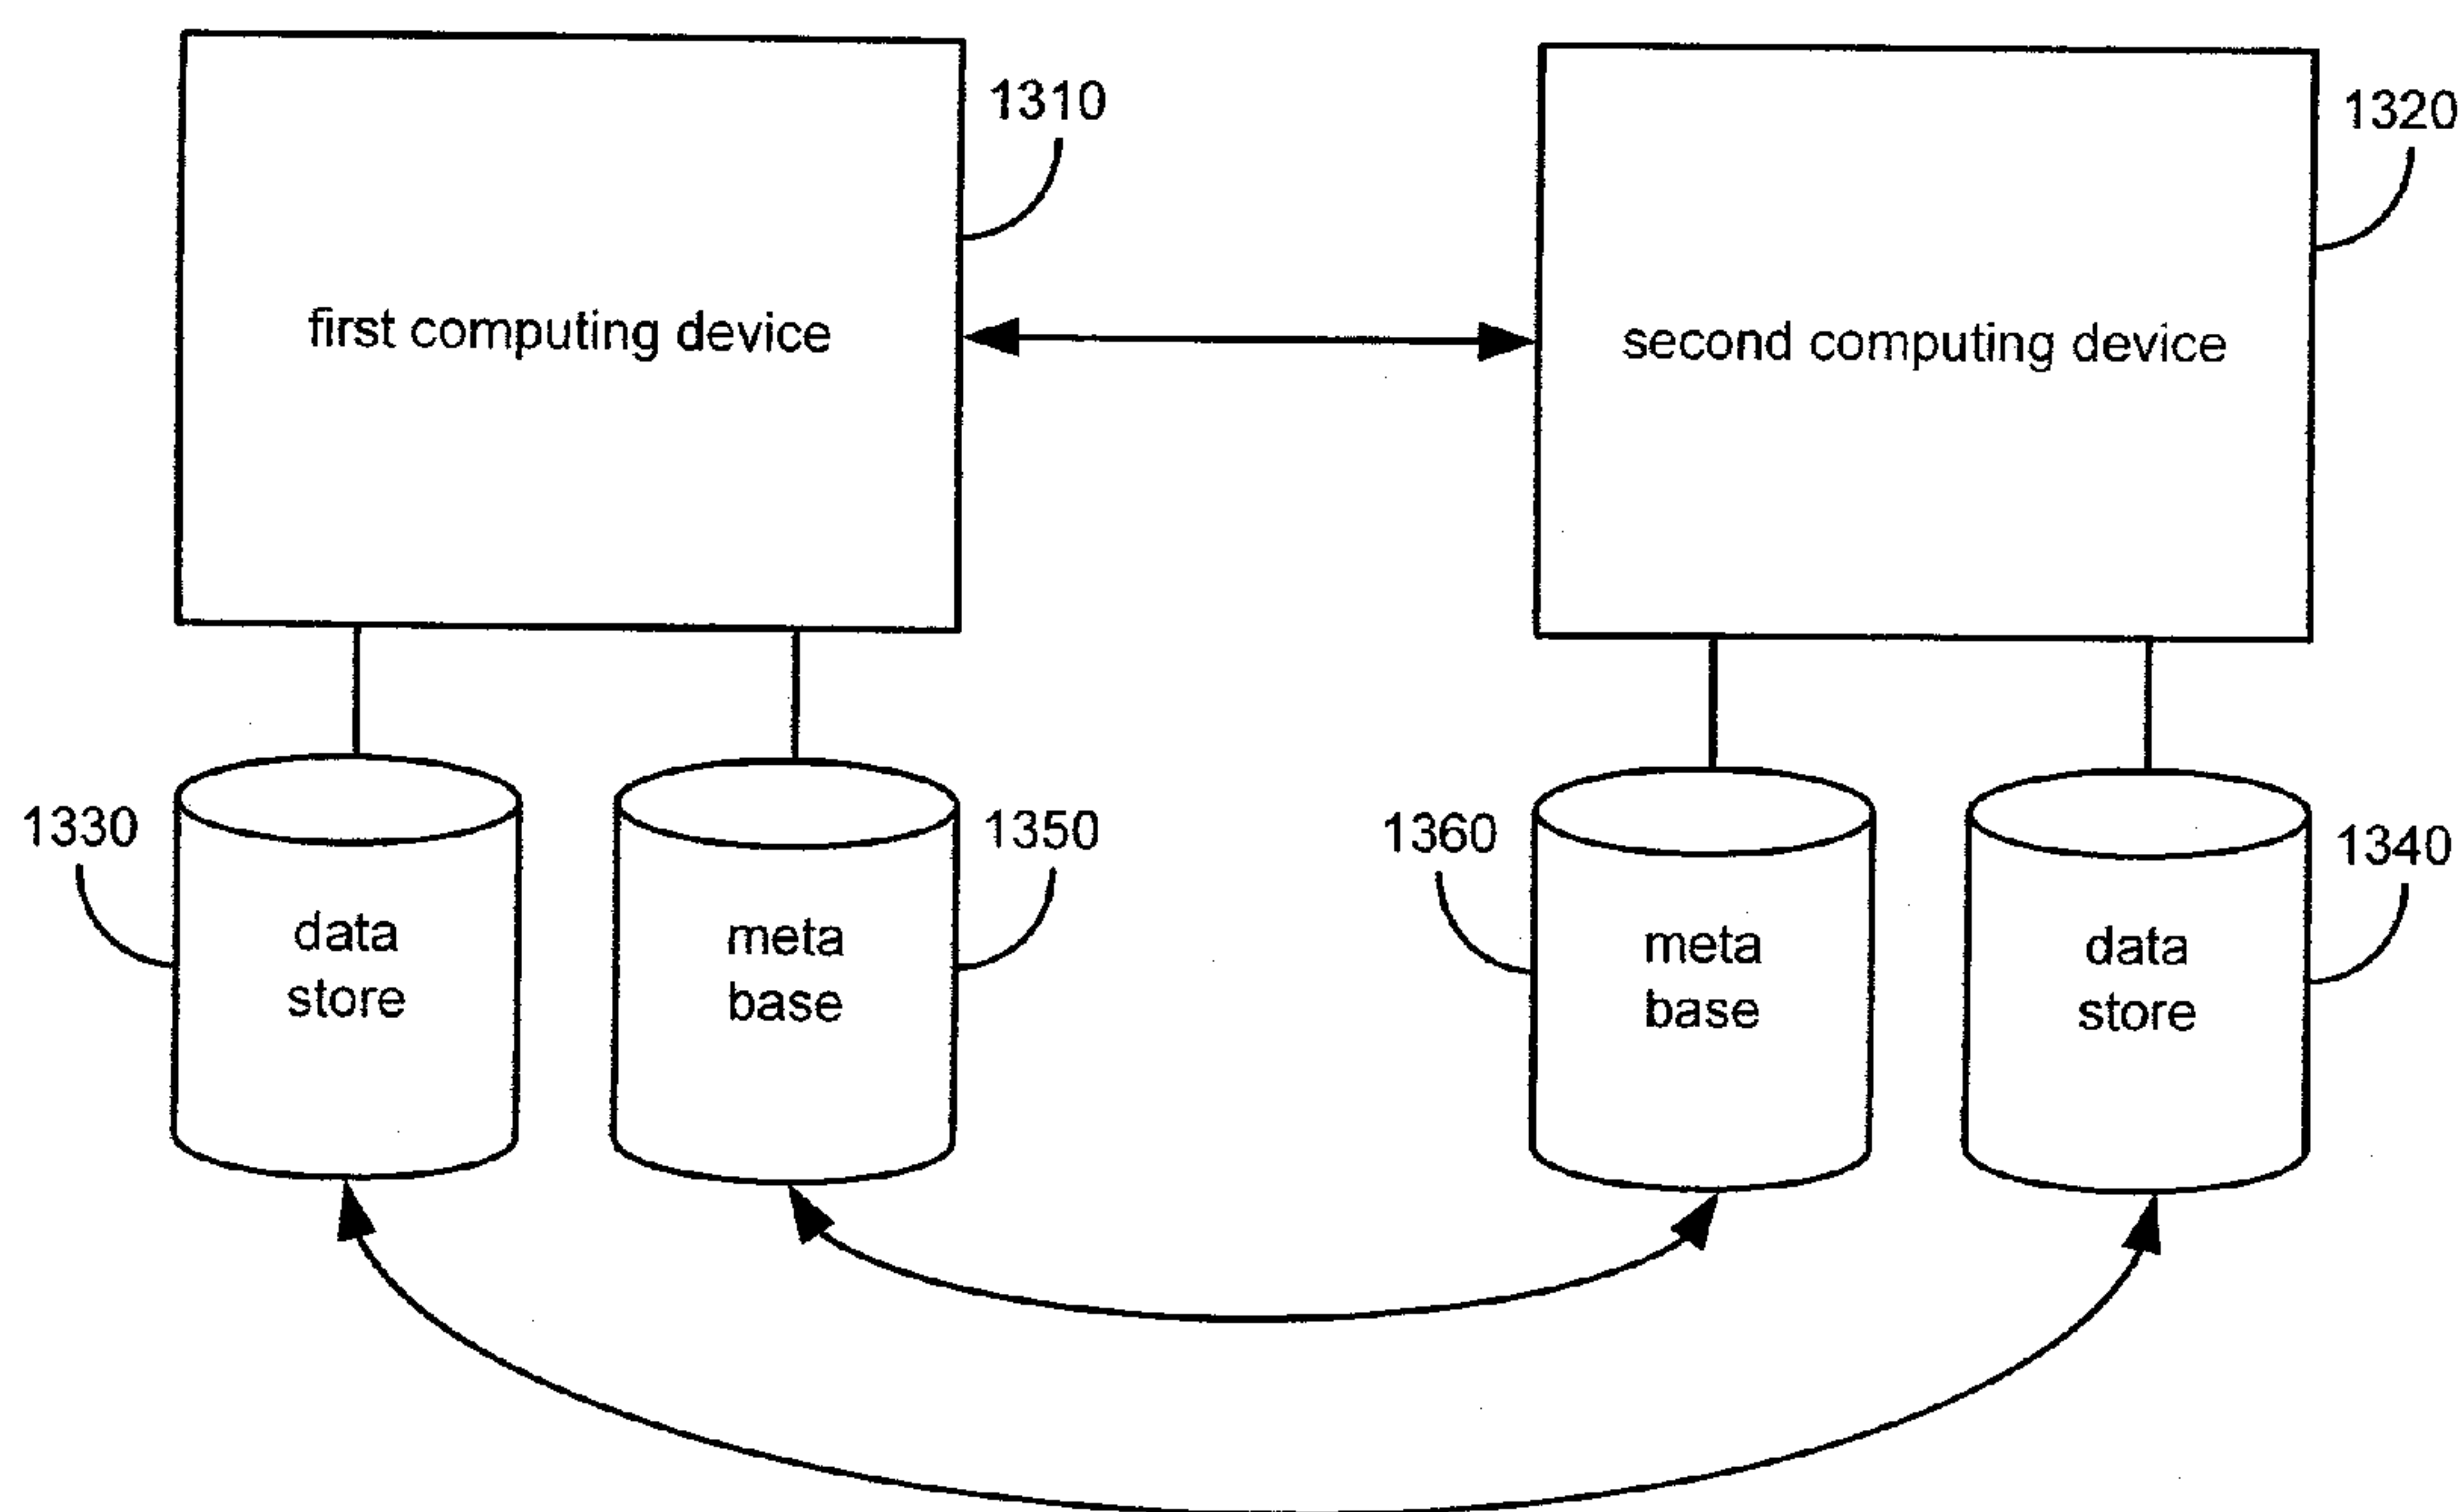 1310
1320
first computing device
second computing device
1330
1350
1360
1340
data
store
meta
base
meta
base
data
store